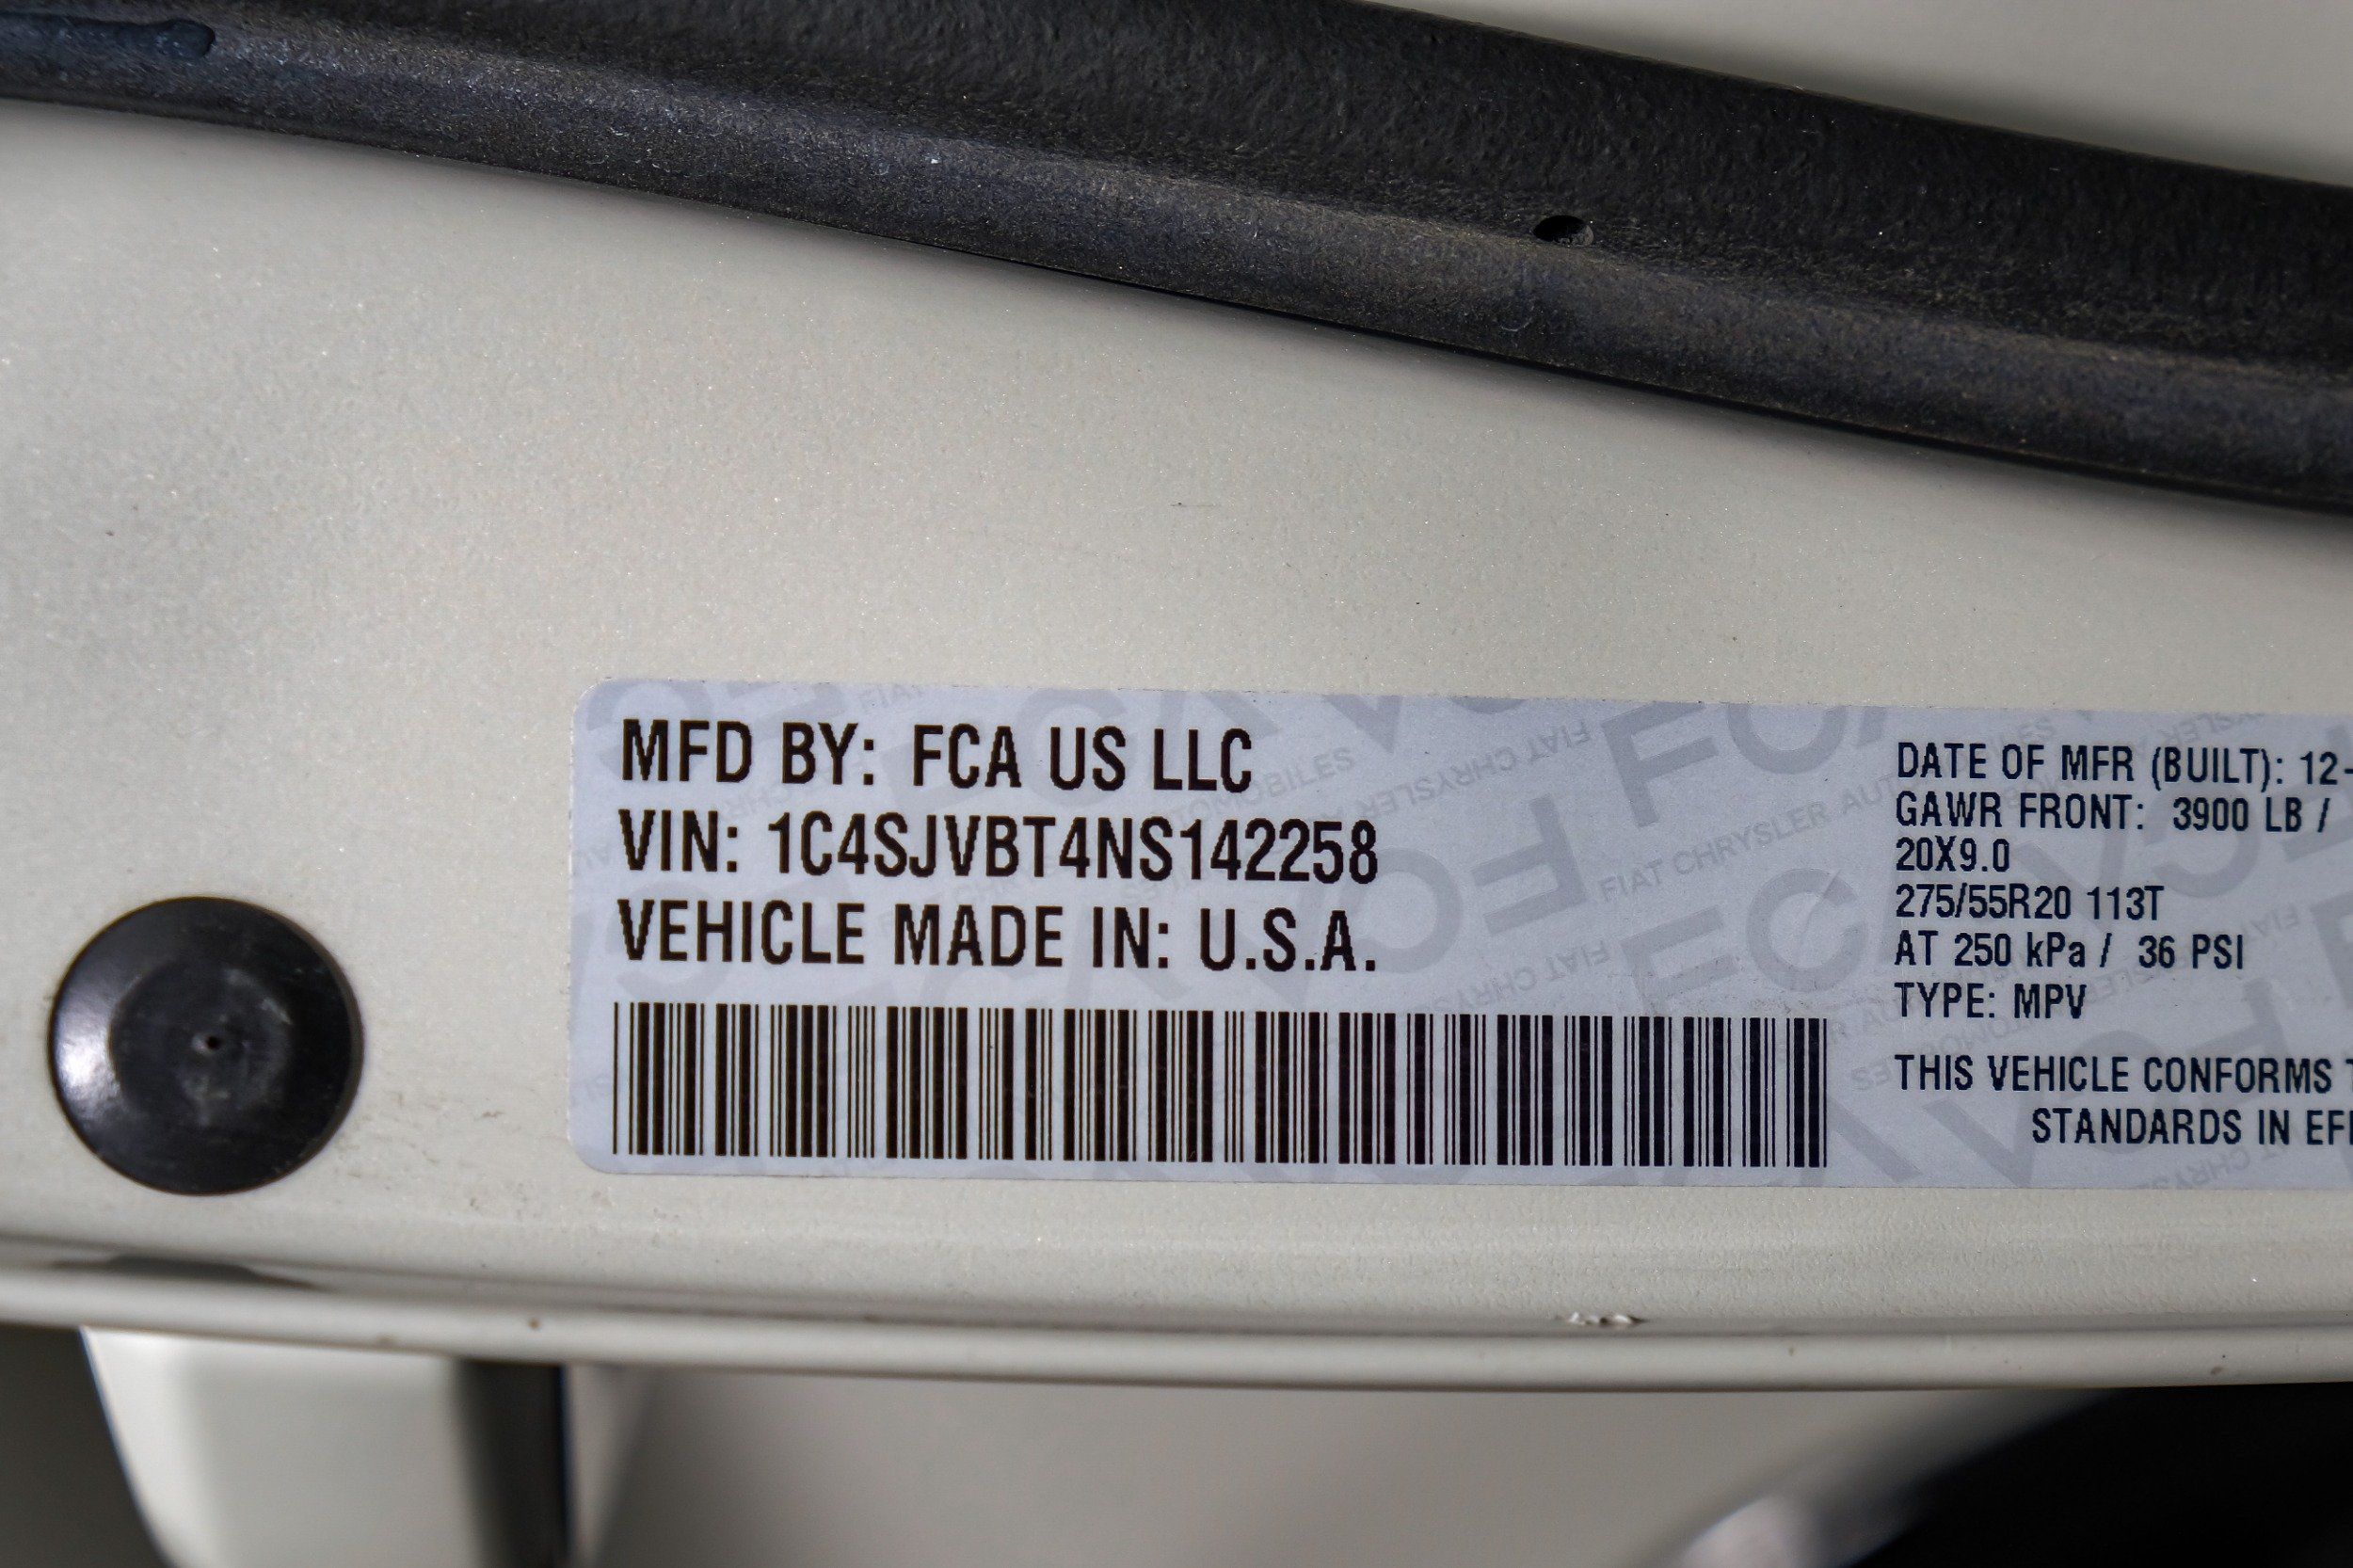 MFD BY: FCA US LLC
VIN: 1C4SJVBT4NS142258
VEHICLE MADE IN: U.S.A.
DATE OF MFR (BUILT): 12-
GAWR FRONT: 3900 LB /
20X9.0
275/55R20 113T
AT 250 kPa / 36 PSI
TYPE: MPV
THIS VEHICLE CONFORMS
STANDARDS IN